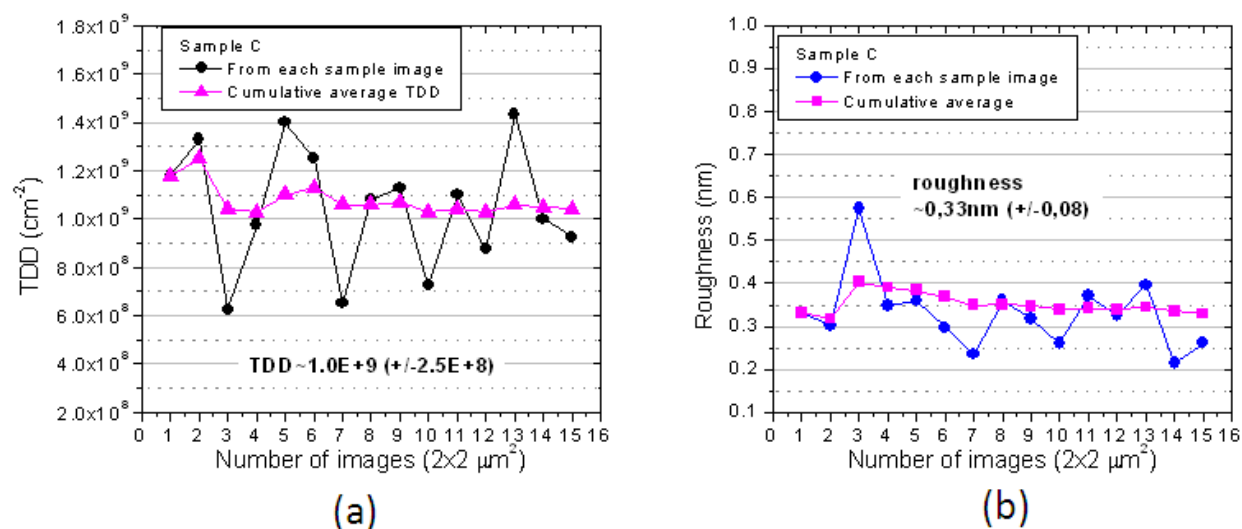 Sample C
From each sample image
Cumulative average TDD
1.8x10⁹
1.6x10⁹
1.4x10⁹
1.2x10⁹
1.0x10⁹
8.0x10⁸
6.0x10⁸
4.0x10⁸
2.0x10⁸
TDD (cm⁻²)
TDD ~1.0E+9 (+/-2.5E+8)
0 1 2 3 4 5 6 7 8 9 10 11 12 13 14 15 16
Number of images (2x2 µm²)
(a)
Sample C
From each sample image
Cumulative average
1.0
0.9
0.8
0.7
0.6
0.5
0.4
0.3
0.2
0.1
Roughness (nm)
roughness
~0,33nm (+/-0,08)
0 1 2 3 4 5 6 7 8 9 10 11 12 13 14 15 16
Number of images (2x2 µm²)
(b)